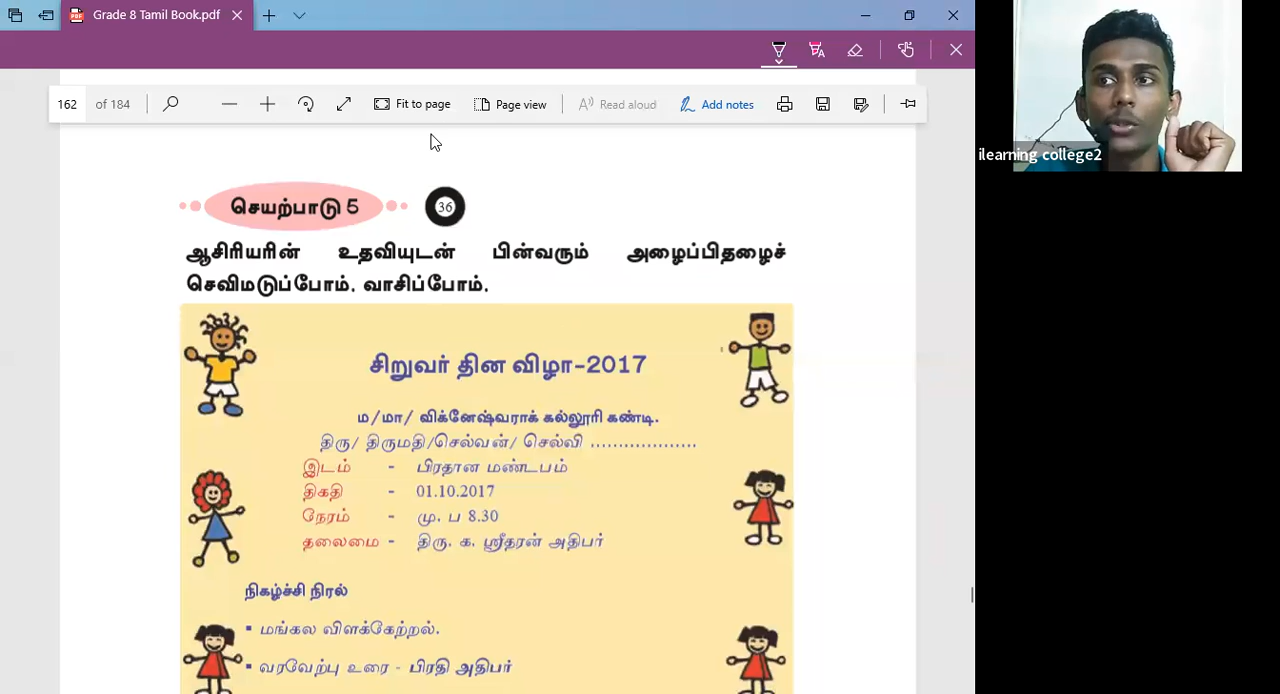 Grade 8 Tamil Book.pdf
162 of 184
Fit to page
Page view
Read aloud
Add notes
ilearning college2
செயற்பாடு 5
36
ஆசிரியரின் உதவியுடன் பின்வரும் அழைப்பிதழைச்
செவிமடுப்போம். வாசிப்போம்.
சிறுவர் தின விழா-2017
ம/மா/ விக்னேஷ்வராக் கல்லூரி கண்டி.
திரு/ திருமதி/செல்வன்/ செல்வி ...................
இடம் - பிரதான மண்டபம்
திகதி - 01.10.2017
நேரம் - மு. ப 8.30
தலைமை - திரு. க. ஸ்ரீதரன் அதிபர்
நிகழ்ச்சி நிரல்
▪ மங்கல விளக்கேற்றல்.
▪ வரவேற்பு உரை - பிரதி அதிபர்